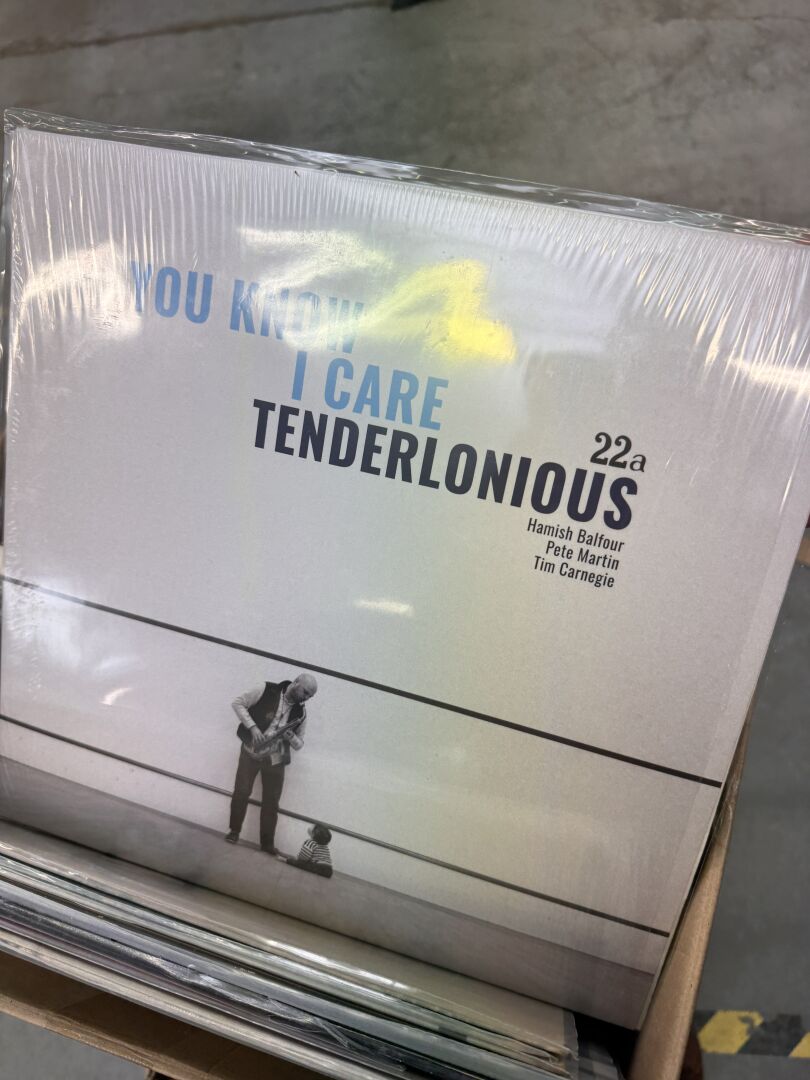 YOU KNOW
I CARE
TENDERLONIOUS
22a
Hamish Balfour
Pete Martin
Tim Carnegie